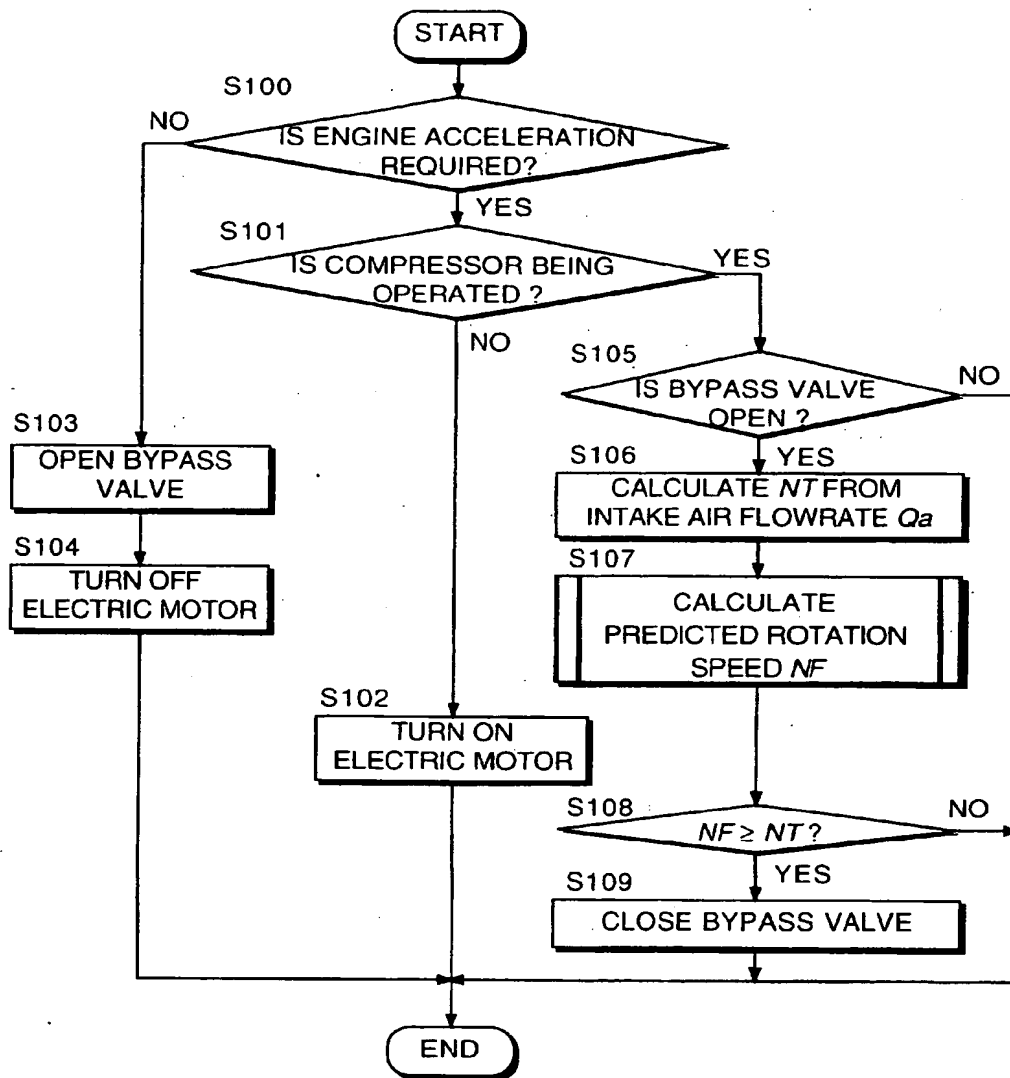 START
S100
NO
IS ENGINE ACCELERATION
REQUIRED?
YES
S101
YES
IS COMPRESSOR BEING
OPERATED ?
NO
S105
NO
IS BYPASS VALVE
OPEN ?
S103
OPEN BYPASS
VALVE
S106
YES
CALCULATE NT FROM
INTAKE AIR FLOWRATE Qa
S104
TURN OFF
ELECTRIC MOTOR
S107
CALCULATE
PREDICTED ROTATION
SPEED NF
S102
TURN ON
ELECTRIC MOTOR
S108
NO
NF ≥ NT ?
YES
S109
CLOSE BYPASS VALVE
END